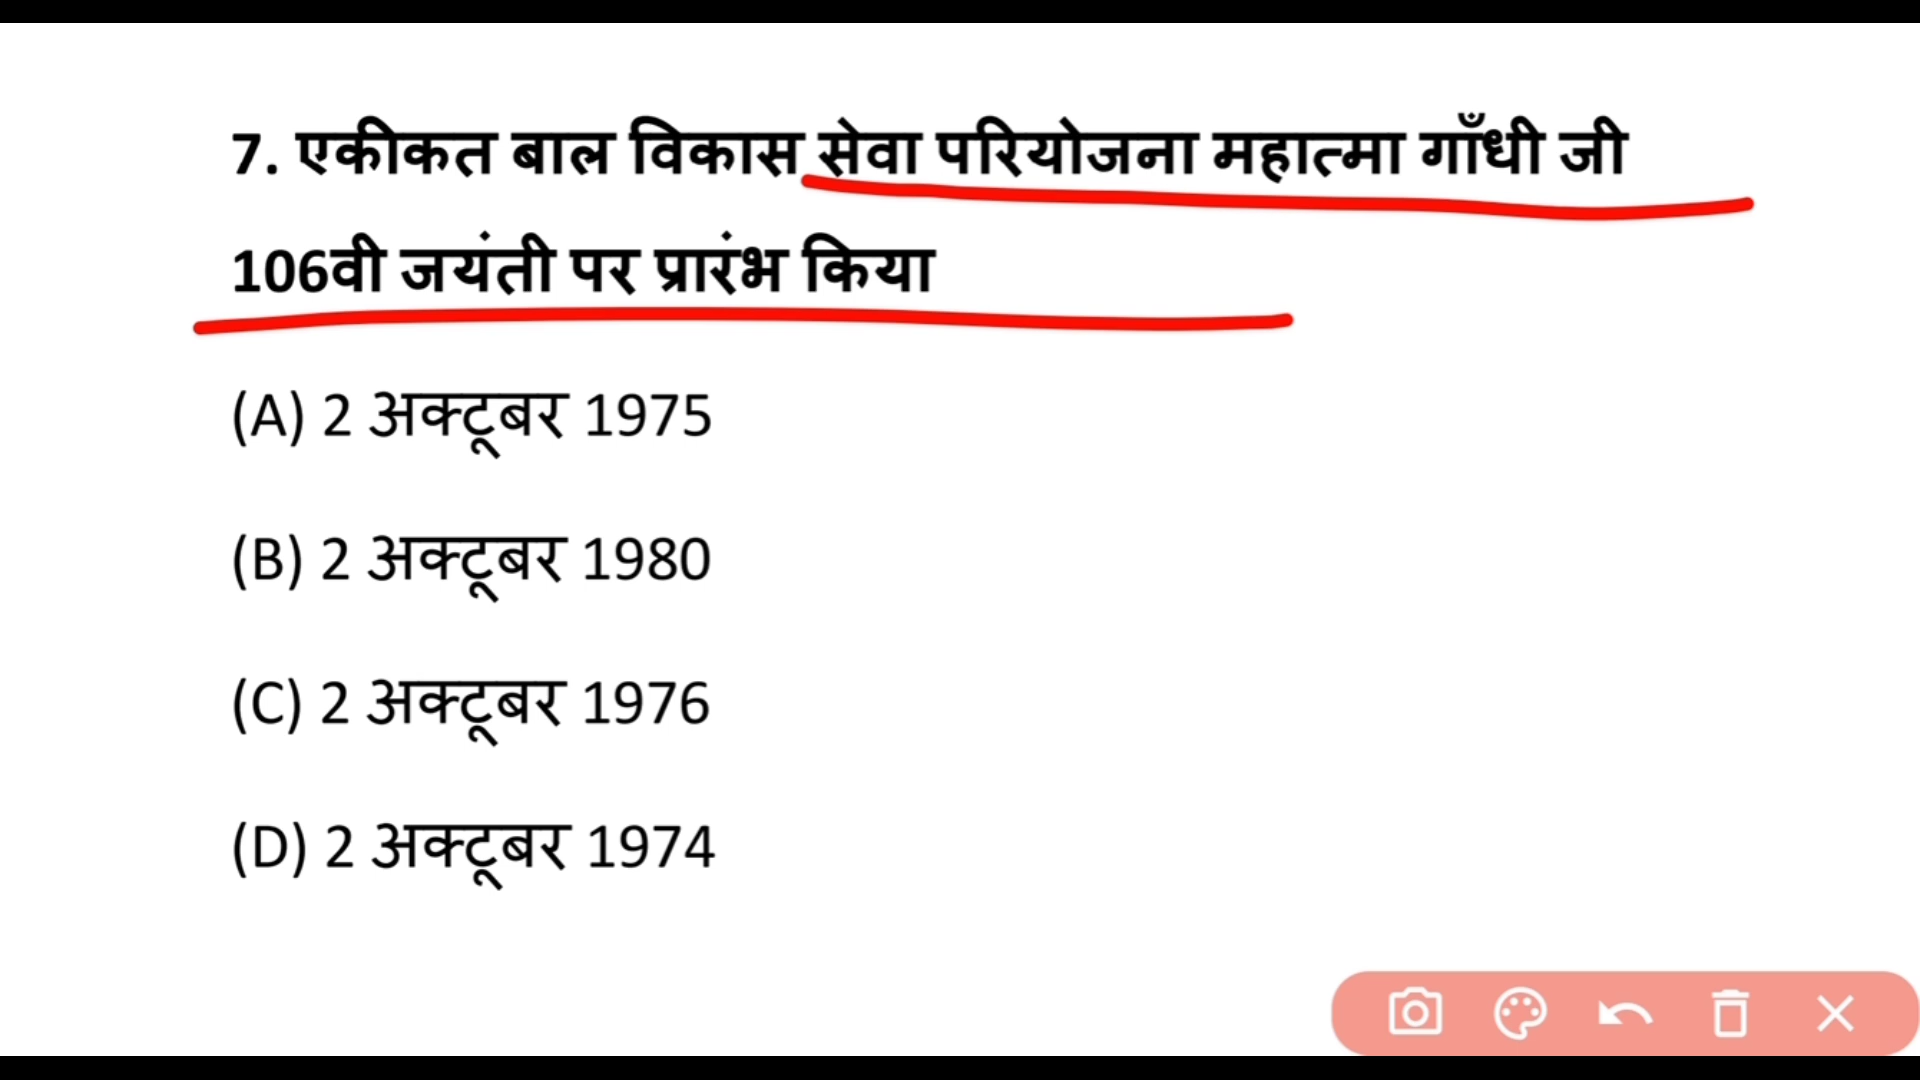 7. एकीकत बाल विकास सेवा परियोजना महात्मा गाँधी जी
106वी जयंती पर प्रारंभ किया
(A) 2 अक्टूबर 1975
(B) 2 अक्टूबर 1980
(C) 2 अक्टूबर 1976
(D) 2 अक्टूबर 1974